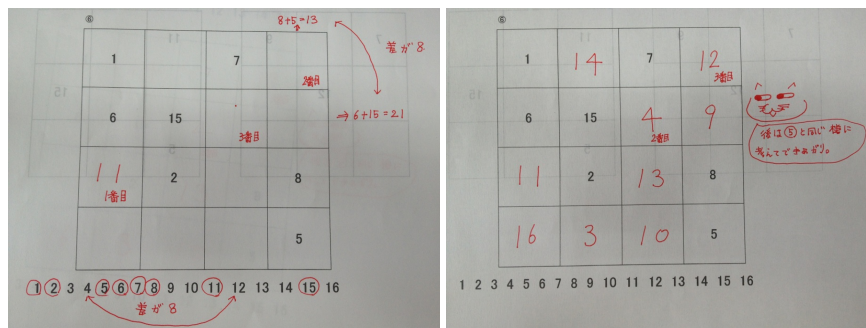 ⑥
8+5=13
差が8
1 7
2番目
6 15
⇒6+15=21
3番目
11 2 8
1番目
5
1 2 3 4 5 6 7 8 9 10 11 12 13 14 15 16
差が8
⑥
1 14 7 12
3番目
6 15 4 9
2番目
後は⑤と同じ様に
考えてできあがり。
11 2 13 8
16 3 10 5
1 2 3 4 5 6 7 8 9 10 11 12 13 14 15 16